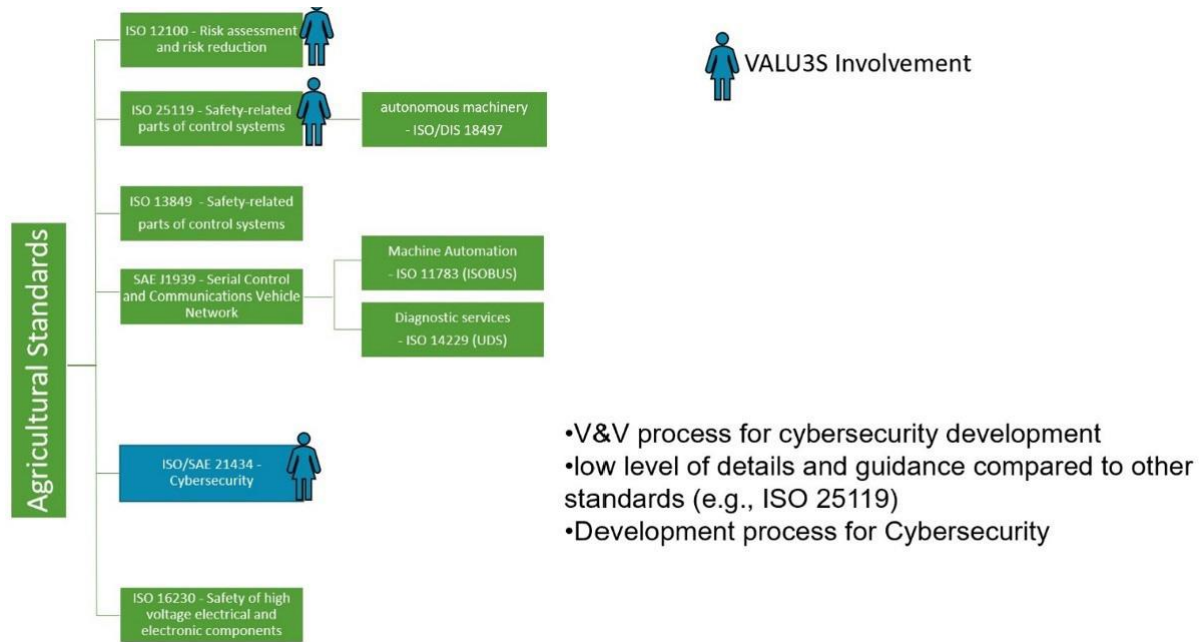 ISO 12100 - Risk assessment
and risk reduction
VALU3S Involvement
ISO 25119 - Safety-related
parts of control systems
autonomous machinery
- ISO/DIS 18497
ISO 13849 - Safety-related
parts of control systems
Agricultural Standards
SAE J1939 - Serial Control
and Communications Vehicle
Network
Machine Automation
- ISO 11783 (ISOBUS)
Diagnostic services
- ISO 14229 (UDS)
ISO/SAE 21434 -
Cybersecurity
•V&V process for cybersecurity development
•low level of details and guidance compared to other
standards (e.g., ISO 25119)
•Development process for Cybersecurity
ISO 16230 - Safety of high
voltage electrical and
electronic components